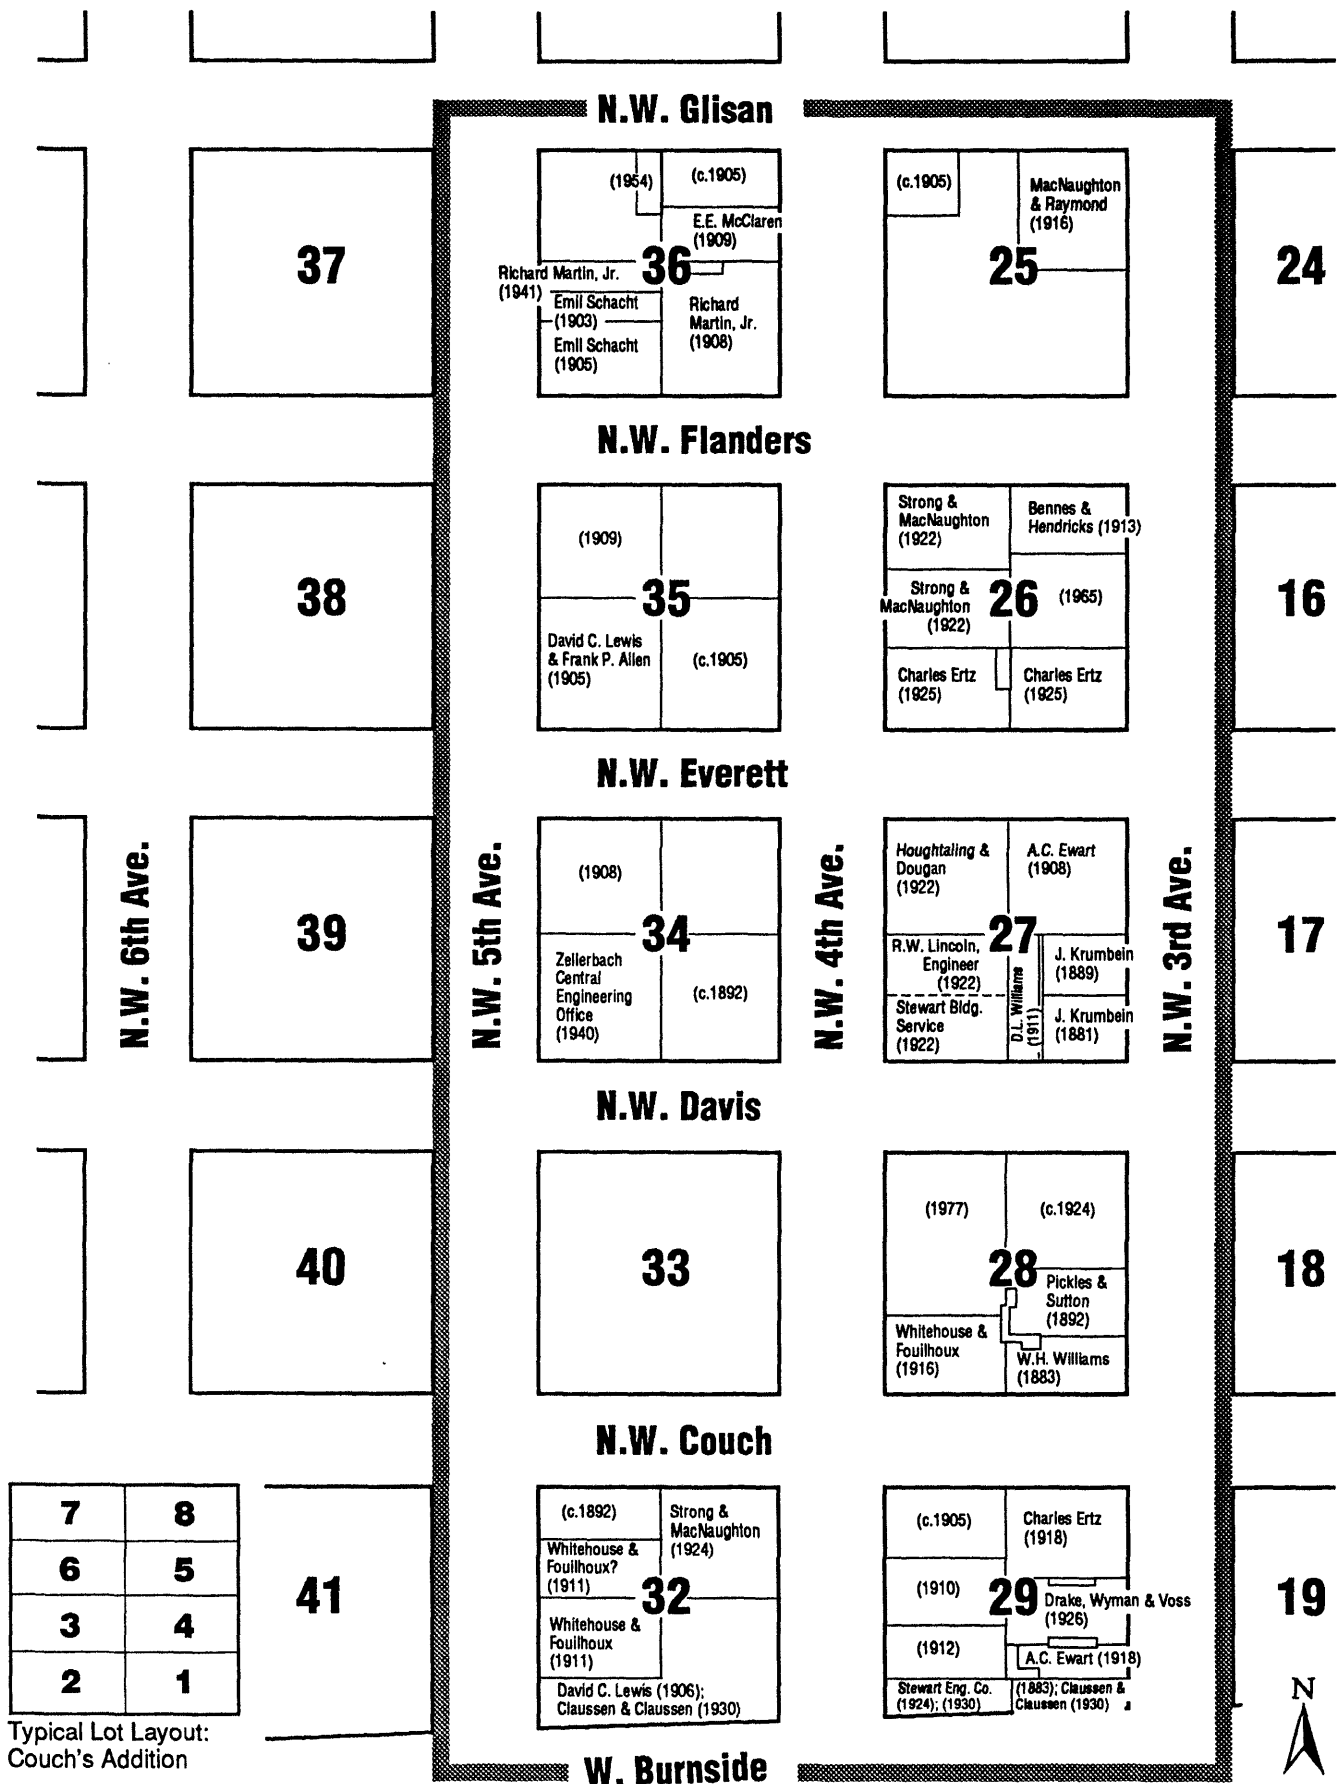 N.W. Glisan
37
(1954)
(c.1905)
E.E. McClaren
(1909)
36
Richard Martin, Jr.
(1941)
Emil Schacht
(1903)
Emil Schacht
(1905)
Richard
Martin, Jr.
(1908)
(c.1905)
MacNaughton
& Raymond
(1916)
25
24
N.W. Flanders
38
(1909)
35
David C. Lewis
& Frank P. Allen
(1905)
(c.1905)
Strong &
MacNaughton
(1922)
Bennes &
Hendricks (1913)
Strong &
MacNaughton
(1922)
26
(1965)
Charles Ertz
(1925)
Charles Ertz
(1925)
16
N.W. Everett
N.W. 6th Ave.
39
N.W. 5th Ave.
(1908)
34
Zellerbach
Central
Engineering
Office
(1940)
(c.1892)
N.W. 4th Ave.
Houghtaling &
Dougan
(1922)
A.C. Ewart
(1908)
27
R.W. Lincoln,
Engineer
(1922)
Stewart Bldg.
Service
(1922)
D.L. Williams
(1911)
J. Krumbein
(1889)
J. Krumbein
(1881)
N.W. 3rd Ave.
17
N.W. Davis
40
33
(1977)
(c.1924)
28
Pickles &
Sutton
(1892)
Whitehouse &
Fouilhoux
(1916)
W.H. Williams
(1883)
18
N.W. Couch
7 8
6 5
3 4
2 1
Typical Lot Layout:
Couch's Addition
41
(c.1892)
Strong &
MacNaughton
(1924)
Whitehouse &
Fouilhoux?
(1911)
32
Whitehouse &
Fouilhoux
(1911)
David C. Lewis (1906);
Claussen & Claussen (1930)
(c.1905)
Charles Ertz
(1918)
(1910)
29
Drake, Wyman & Voss
(1926)
(1912)
A.C. Ewart (1918)
Stewart Eng. Co.
(1924); (1930)
(1883); Claussen &
Claussen (1930)
19
N
W. Burnside